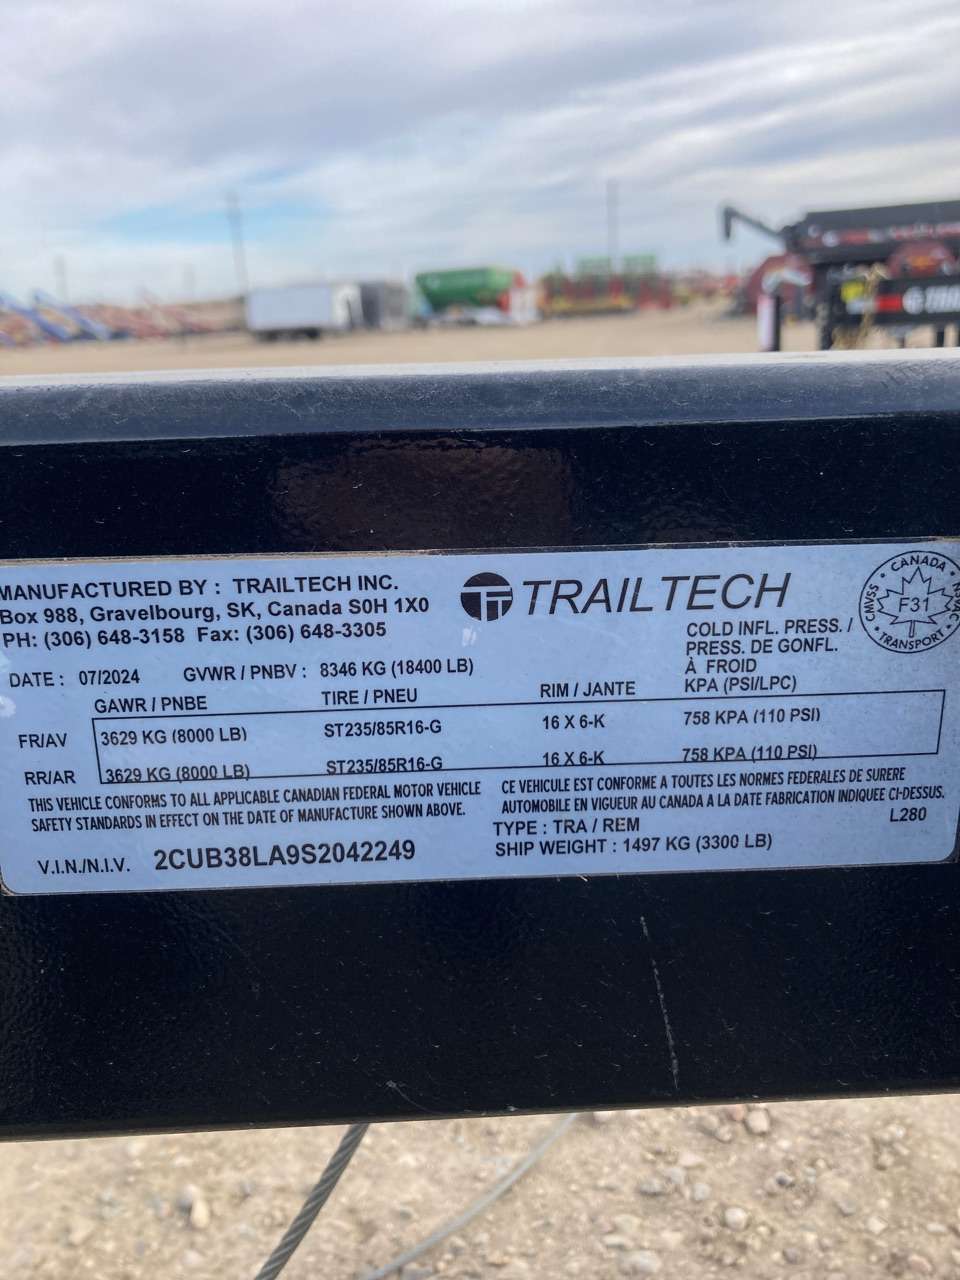 MANUFACTURED BY : TRAILTECH INC.
Box 988, Gravelbourg, SK, Canada S0H 1X0
PH: (306) 648-3158 Fax: (306) 648-3305
TRAILTECH
CANADA
CMVSS
NSVAC
F31
TRANSPORT
DATE : 07/2024 GVWR / PNBV : 8346 KG (18400 LB)
COLD INFL. PRESS. /
PRESS. DE GONFL.
À FROID
KPA (PSI/LPC)
GAWR / PNBE TIRE / PNEU RIM / JANTE
FR/AV 3629 KG (8000 LB) ST235/85R16-G 16 X 6-K 758 KPA (110 PSI)
RR/AR 3629 KG (8000 LB) ST235/85R16-G 16 X 6-K 758 KPA (110 PSI)
THIS VEHICLE CONFORMS TO ALL APPLICABLE CANADIAN FEDERAL MOTOR VEHICLE
SAFETY STANDARDS IN EFFECT ON THE DATE OF MANUFACTURE SHOWN ABOVE.
CE VEHICULE EST CONFORME A TOUTES LES NORMES FEDERALES DE SURERE
AUTOMOBILE EN VIGUEUR AU CANADA A LA DATE FABRICATION INDIQUEE CI-DESSUS.
L280
V.I.N./N.I.V. 2CUB38LA9S2042249
TYPE : TRA / REM
SHIP WEIGHT : 1497 KG (3300 LB)